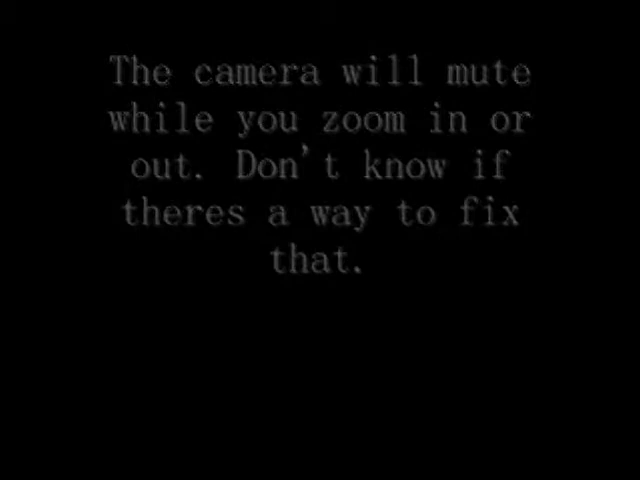 The camera will mute
while you zoom in or
out. Don't know if
theres a way to fix
that.